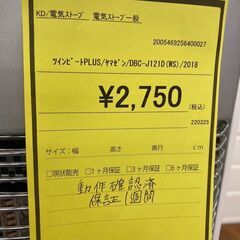 KD/電気ストーブ 電気ストーブ一般
2005469256400027
ツインビートPLUS/ヤマゼン/DBC-J121D(WS)/2018
¥2,750
(税込)
220325
サイズ:幅 高さ 奥行 cm
□現状販売 □1ヶ月保証 □3ヶ月保証 □6ヶ月保証
動作確認済
保証1週間